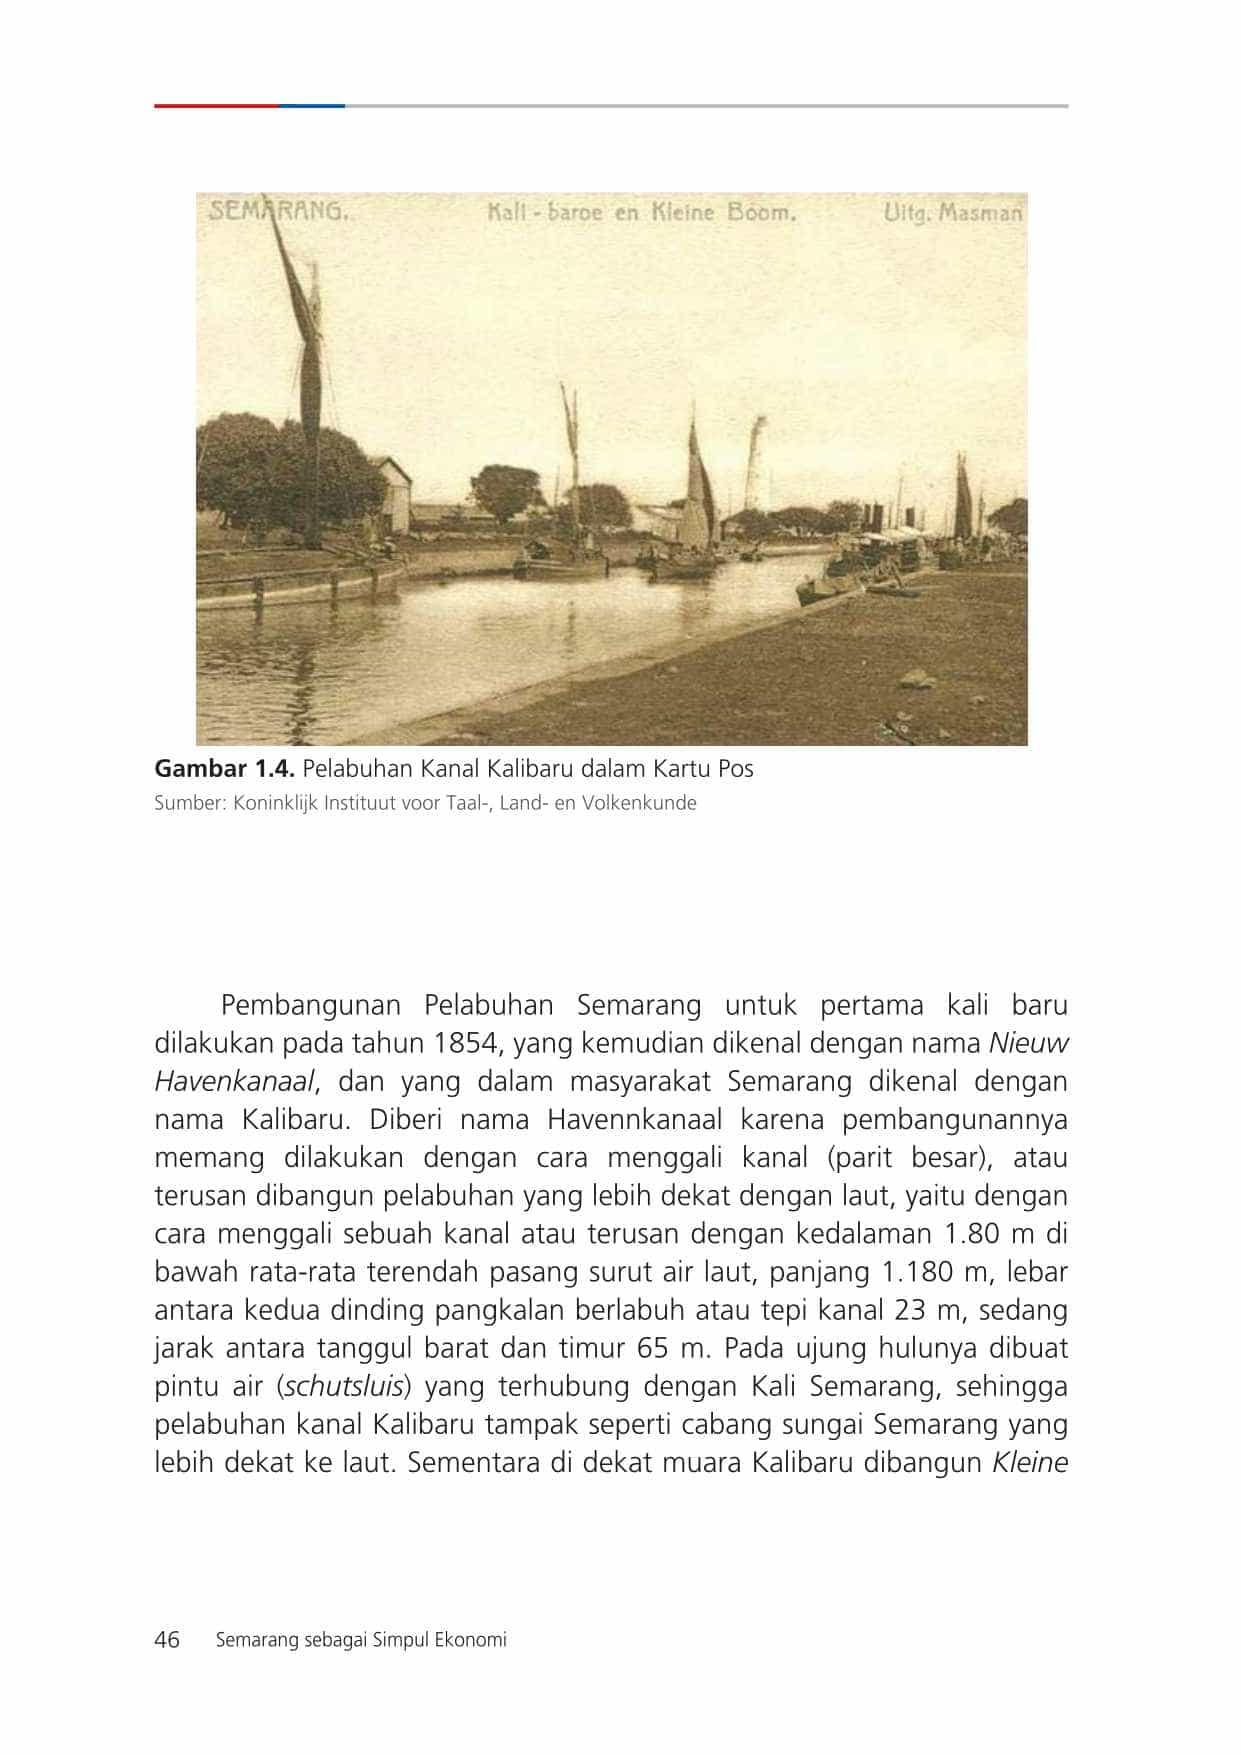 SEMARANG. Kali - baroe en Kleine Boom. Uitg. Masman
Gambar 1.4. Pelabuhan Kanal Kalibaru dalam Kartu Pos
Sumber: Koninklijk Instituut voor Taal-, Land- en Volkenkunde
Pembangunan Pelabuhan Semarang untuk pertama kali baru
dilakukan pada tahun 1854, yang kemudian dikenal dengan nama Nieuw
Havenkanaal, dan yang dalam masyarakat Semarang dikenal dengan
nama Kalibaru. Diberi nama Havennkanaal karena pembangunannya
memang dilakukan dengan cara menggali kanal (parit besar), atau
terusan dibangun pelabuhan yang lebih dekat dengan laut, yaitu dengan
cara menggali sebuah kanal atau terusan dengan kedalaman 1.80 m di
bawah rata-rata terendah pasang surut air laut, panjang 1.180 m, lebar
antara kedua dinding pangkalan berlabuh atau tepi kanal 23 m, sedang
jarak antara tanggul barat dan timur 65 m. Pada ujung hulunya dibuat
pintu air (schutsluis) yang terhubung dengan Kali Semarang, sehingga
pelabuhan kanal Kalibaru tampak seperti cabang sungai Semarang yang
lebih dekat ke laut. Sementara di dekat muara Kalibaru dibangun Kleine
46 Semarang sebagai Simpul Ekonomi